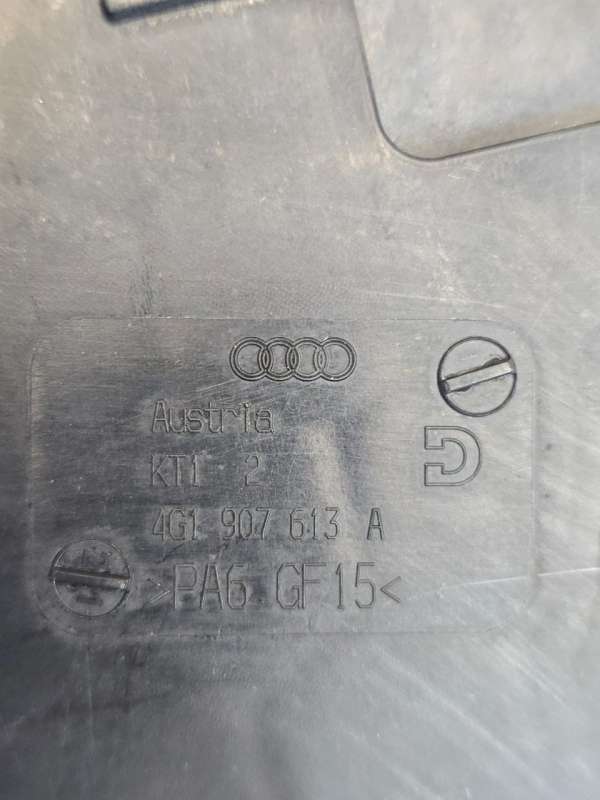 Austria
KT1 2
4G1 907 613 A
>PA6 GF15<